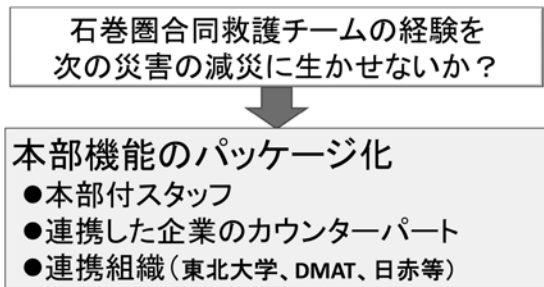 石巻圏合同救護チームの経験を
次の災害の減災に生かせないか？
本部機能のパッケージ化
●本部付スタッフ
●連携した企業のカウンターパート
●連携組織（東北大学、DMAT、日赤等）